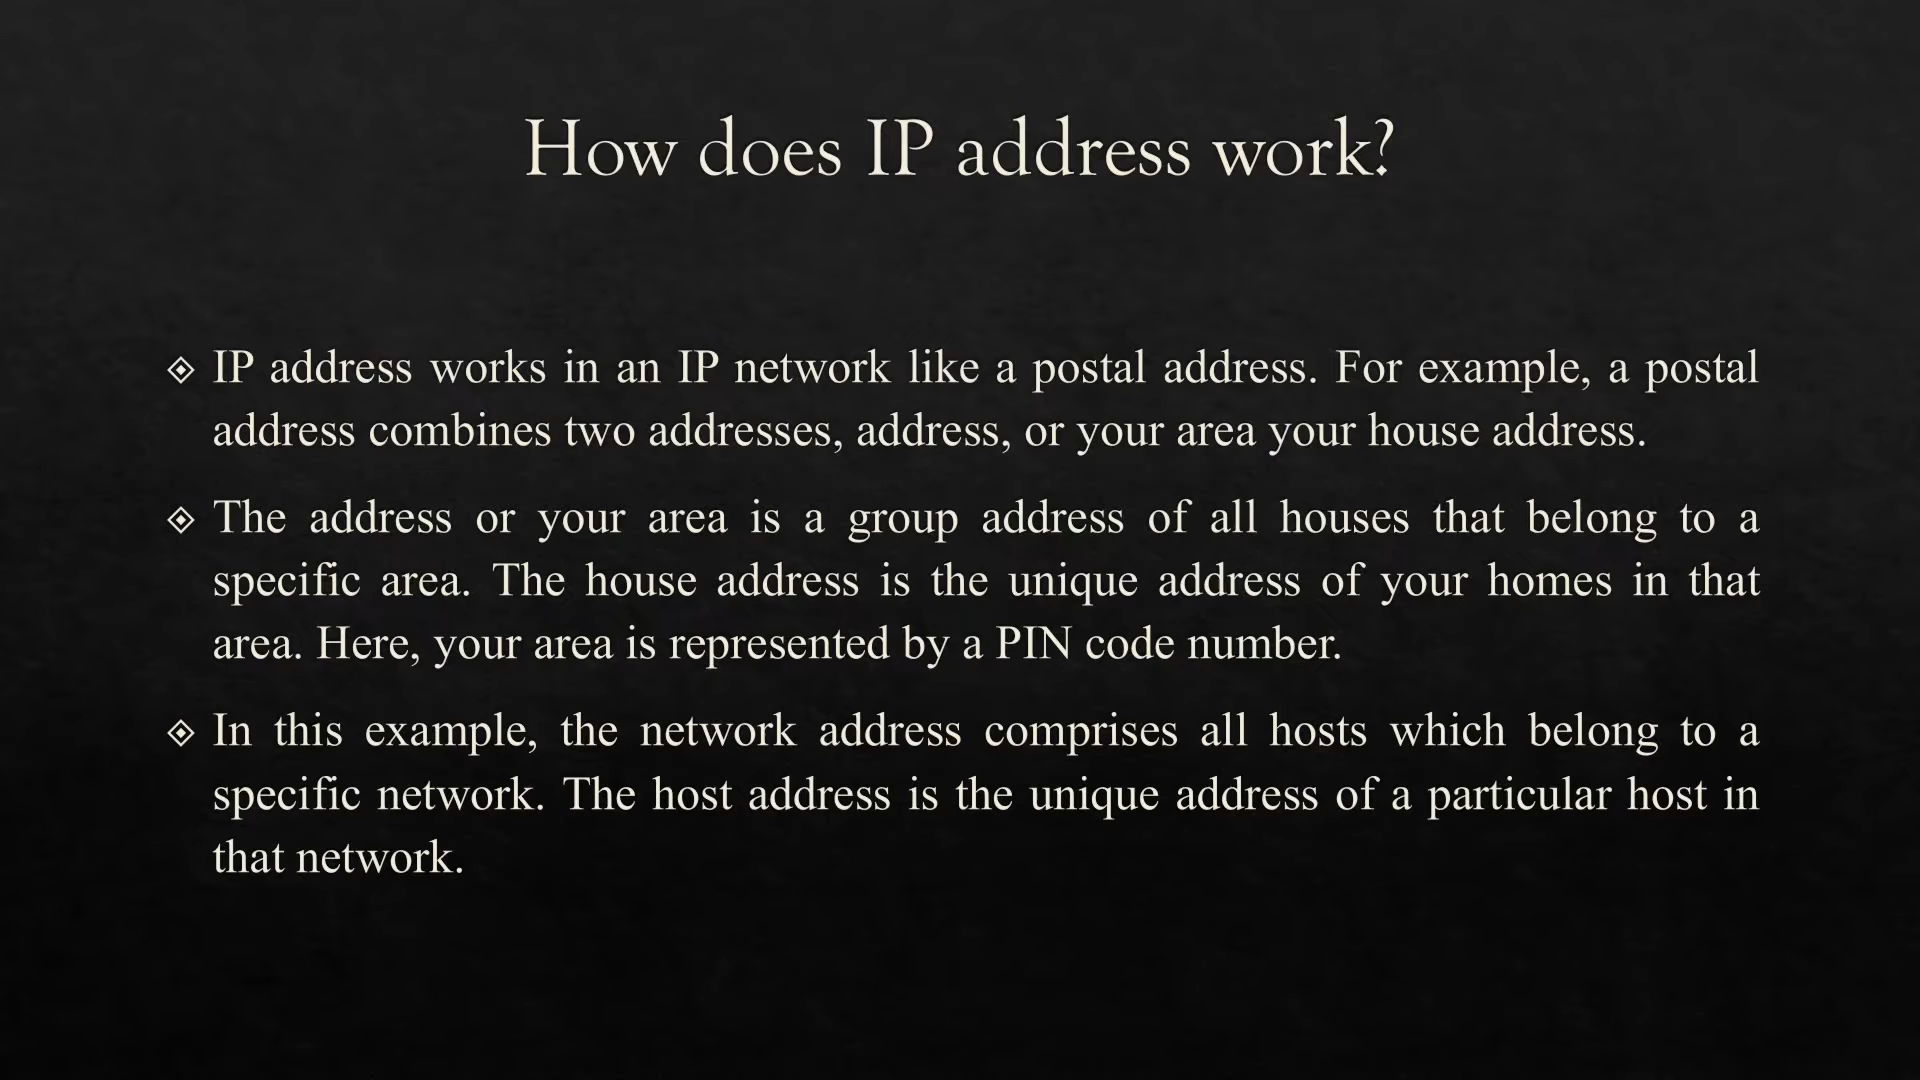 How does IP address work?
IP address works in an IP network like a postal address. For example, a postal
address combines two addresses, address, or your area your house address.
The address or your area is a group address of all houses that belong to a
specific area. The house address is the unique address of your homes in that
area. Here, your area is represented by a PIN code number.
In this example, the network address comprises all hosts which belong to a
specific network. The host address is the unique address of a particular host in
that network.